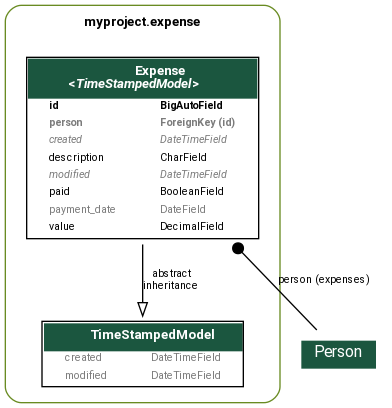 myproject.expense
Expense
<TimeStampedModel>
id BigAutoField
person ForeignKey (id)
created DateTimeField
description CharField
modified DateTimeField
paid BooleanField
payment_date DateField
value DecimalField
abstract
inheritance
person (expenses)
Person
TimeStampedModel
created DateTimeField
modified DateTimeField